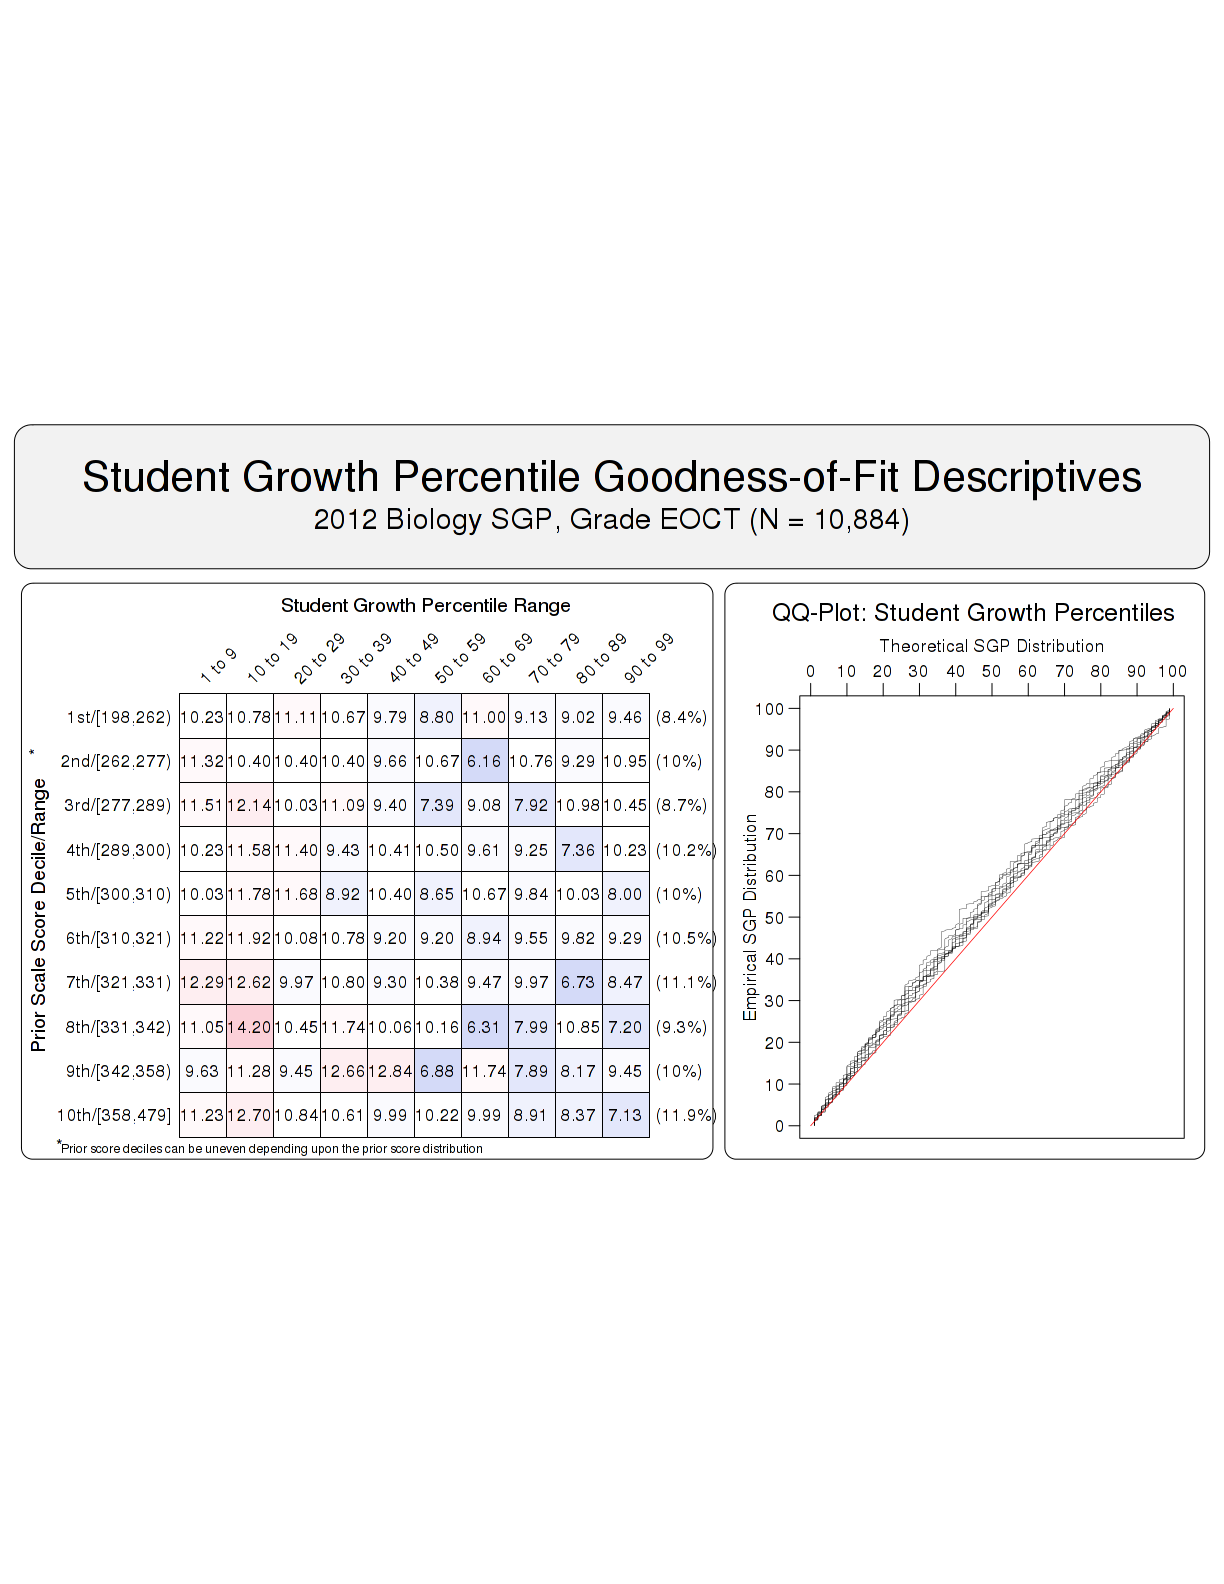 Student Growth Percentile Goodness-of-Fit Descriptives
2012 Biology SGP, Grade EOCT (N = 10,884)
Student Growth Percentile Range
1 to 9 10 to 19 20 to 29 30 to 39 40 to 49 50 to 59 60 to 69 70 to 79 80 to 89 90 to 99
Prior Scale Score Decile/Range *
1st/[198,262) 10.23 10.78 11.11 10.67 9.79 8.80 11.00 9.13 9.02 9.46 (8.4%)
2nd/[262,277) 11.32 10.40 10.40 10.40 9.66 10.67 6.16 10.76 9.29 10.95 (10%)
3rd/[277,289) 11.51 12.14 10.03 11.09 9.40 7.39 9.08 7.92 10.98 10.45 (8.7%)
4th/[289,300) 10.23 11.58 11.40 9.43 10.41 10.50 9.61 9.25 7.36 10.23 (10.2%)
5th/[300,310) 10.03 11.78 11.68 8.92 10.40 8.65 10.67 9.84 10.03 8.00 (10%)
6th/[310,321) 11.22 11.92 10.08 10.78 9.20 9.20 8.94 9.55 9.82 9.29 (10.5%)
7th/[321,331) 12.29 12.62 9.97 10.80 9.30 10.38 9.47 9.97 6.73 8.47 (11.1%)
8th/[331,342) 11.05 14.20 10.45 11.74 10.06 10.16 6.31 7.99 10.85 7.20 (9.3%)
9th/[342,358) 9.63 11.28 9.45 12.66 12.84 6.88 11.74 7.89 8.17 9.45 (10%)
10th/[358,479] 11.23 12.70 10.84 10.61 9.99 10.22 9.99 8.91 8.37 7.13 (11.9%)
*Prior score deciles can be uneven depending upon the prior score distribution
QQ-Plot: Student Growth Percentiles
Theoretical SGP Distribution
0 10 20 30 40 50 60 70 80 90 100
Empirical SGP Distribution
100
90
80
70
60
50
40
30
20
10
0